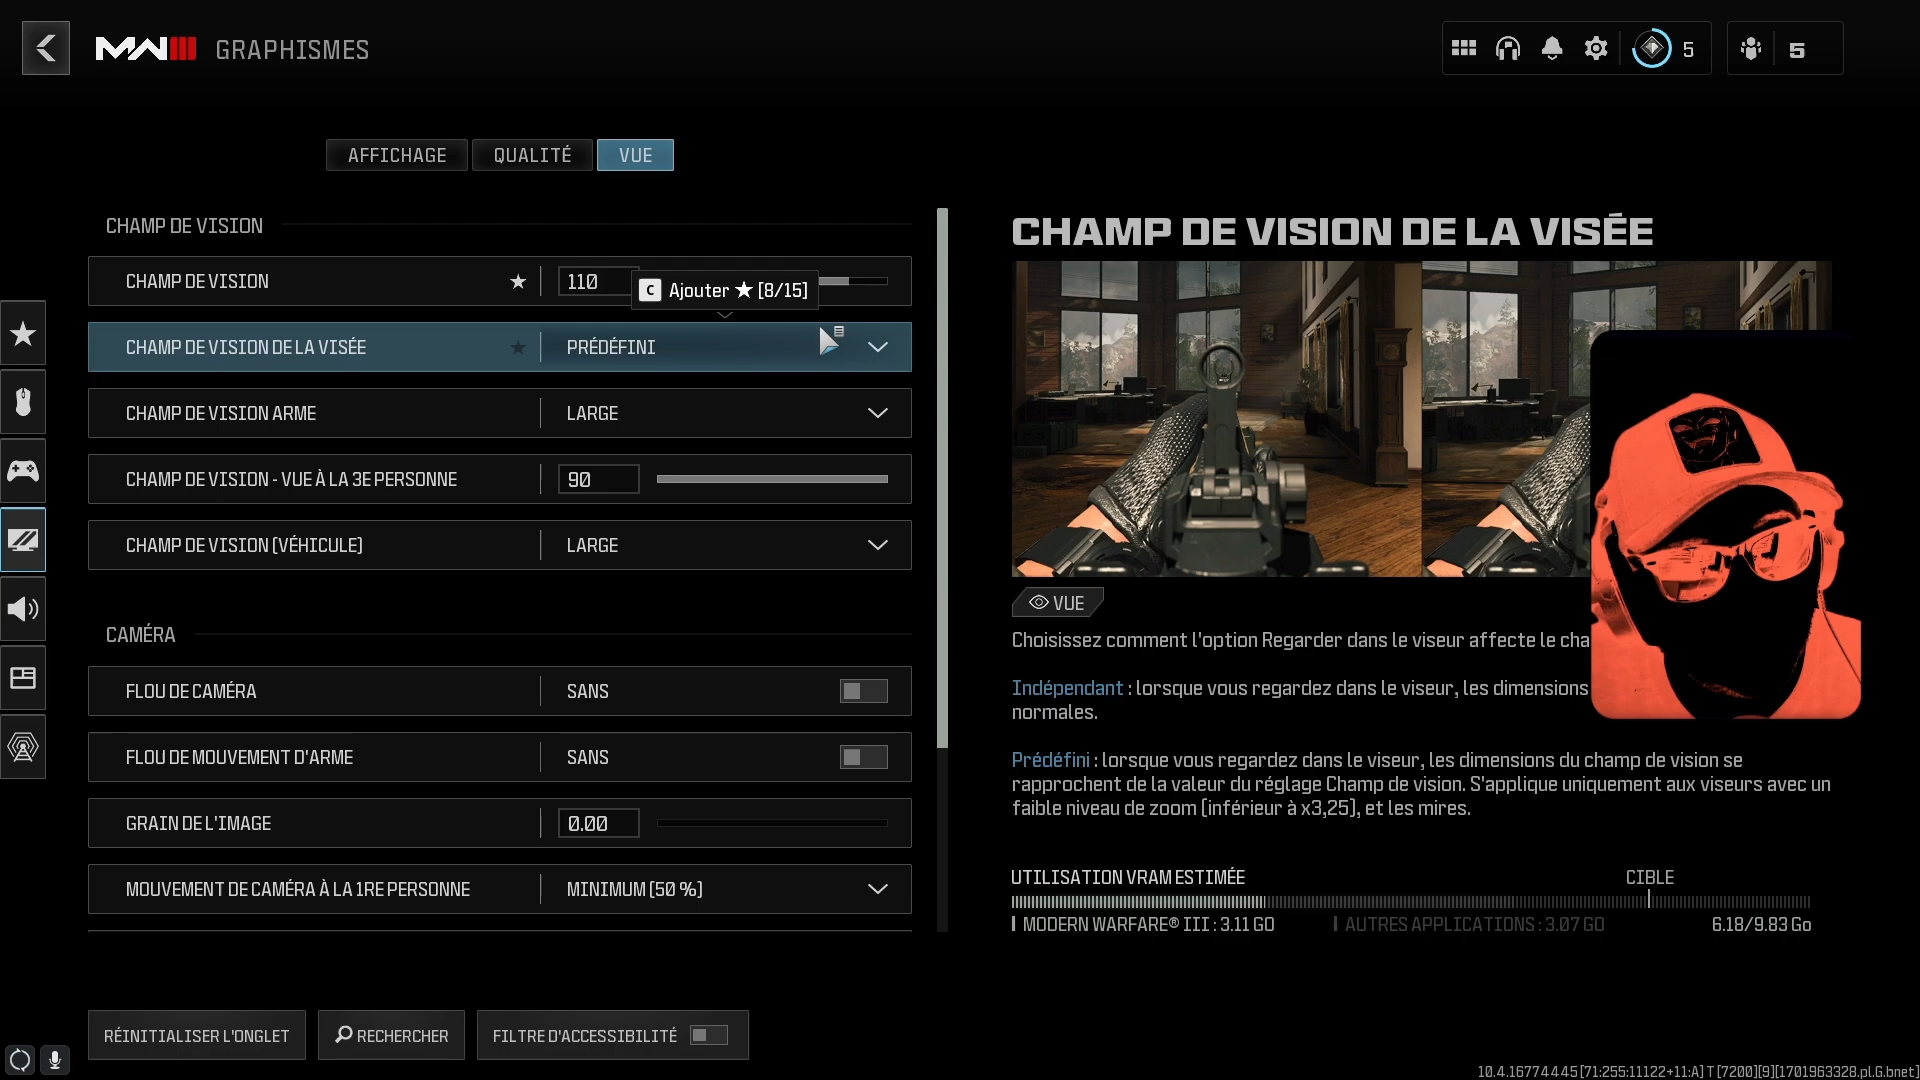 MWIII GRAPHISMES
5
5
AFFICHAGE
QUALITÉ
VUE
CHAMP DE VISION
CHAMP DE VISION
110
C Ajouter ★ [8/15]
CHAMP DE VISION DE LA VISÉE
PRÉDÉFINI
CHAMP DE VISION ARME
LARGE
CHAMP DE VISION - VUE À LA 3E PERSONNE
90
CHAMP DE VISION (VÉHICULE)
LARGE
CAMÉRA
FLOU DE CAMÉRA
SANS
FLOU DE MOUVEMENT D'ARME
SANS
GRAIN DE L'IMAGE
0.00
MOUVEMENT DE CAMÉRA À LA 1RE PERSONNE
MINIMUM (50 %)
RÉINITIALISER L'ONGLET
RECHERCHER
FILTRE D'ACCESSIBILITÉ
CHAMP DE VISION DE LA VISÉE
VUE
Choisissez comment l'option Regarder dans le viseur affecte le cha
Indépendant : lorsque vous regardez dans le viseur, les dimensions
normales.
Prédéfini : lorsque vous regardez dans le viseur, les dimensions du champ de vision se
rapprochent de la valeur du réglage Champ de vision. S'applique uniquement aux viseurs avec un
faible niveau de zoom (inférieur à x3,25), et les mires.
UTILISATION VRAM ESTIMÉE
CIBLE
MODERN WARFARE® III : 3.11 GO
AUTRES APPLICATIONS : 3.07 GO
6.18/9.83 Go
10.4.16774445 [71:255:11122+11:A] T [7200][9][1701963328.pl.G.bnet]